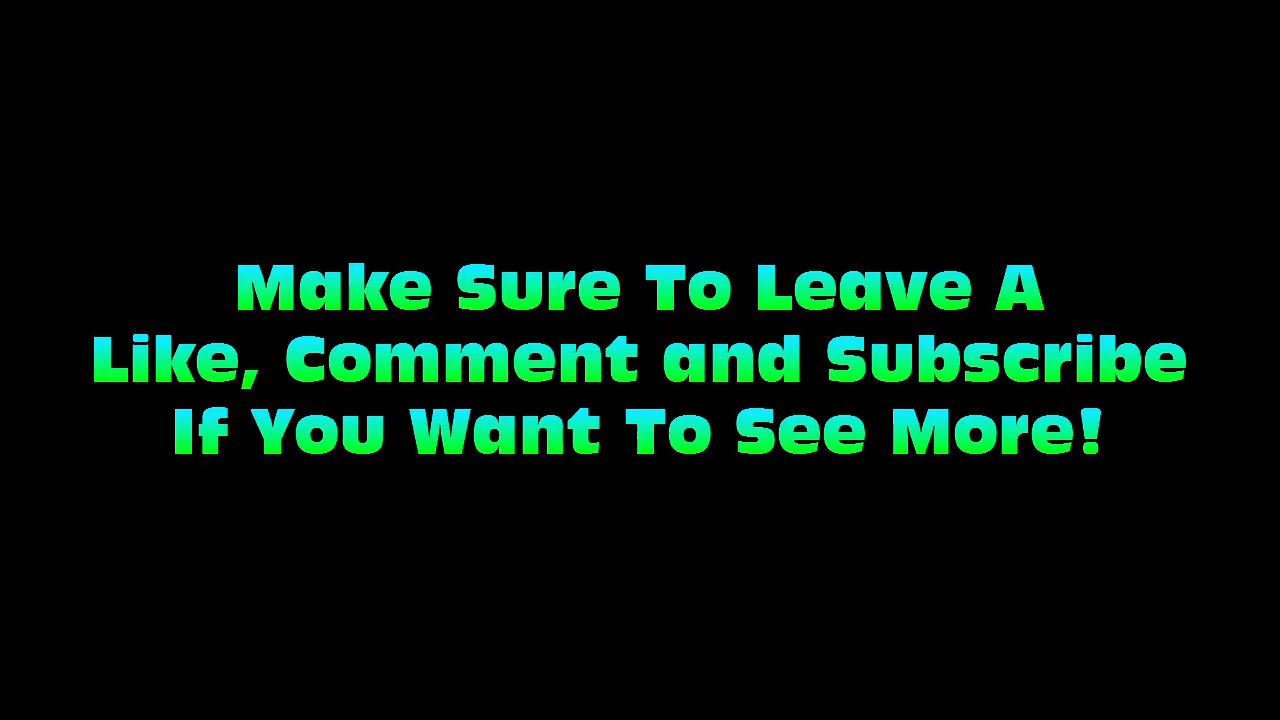 Make Sure To Leave A
Like, Comment and Subscribe
If You Want To See More!